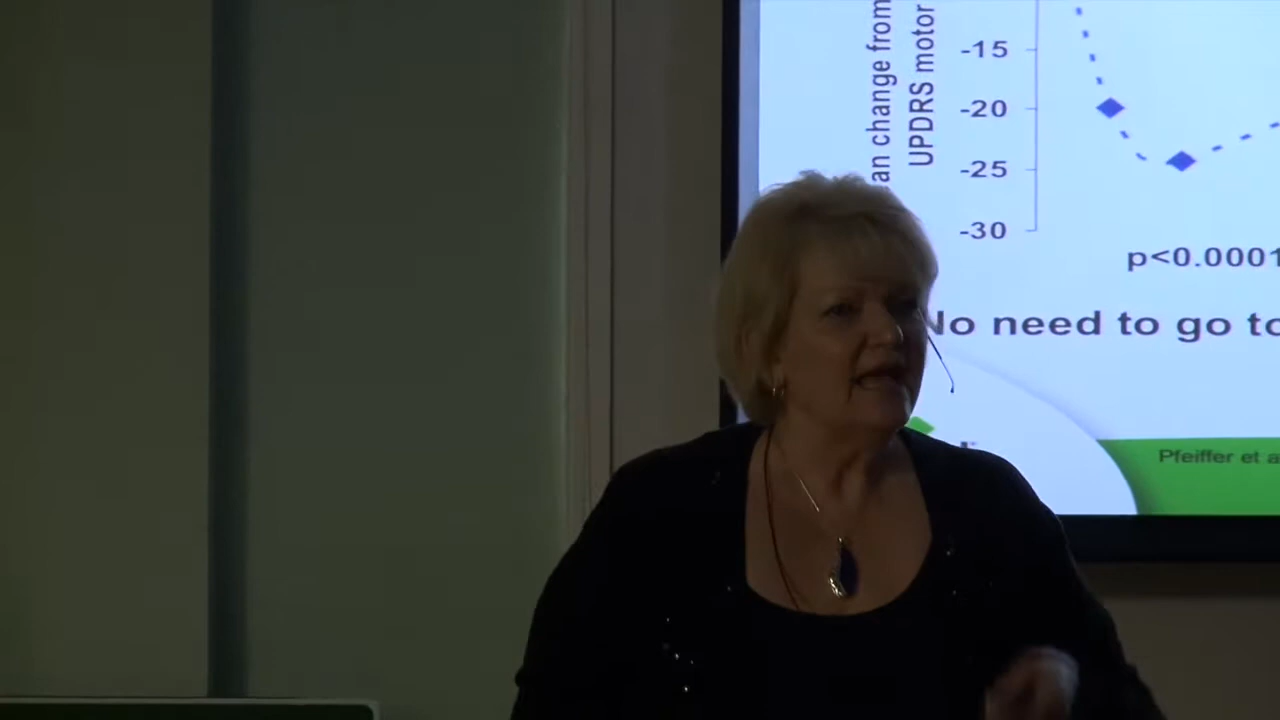 an change from
UPDRS motor
-15
-20
-25
-30
p<0.0001
No need to go to
Pfeiffer et a